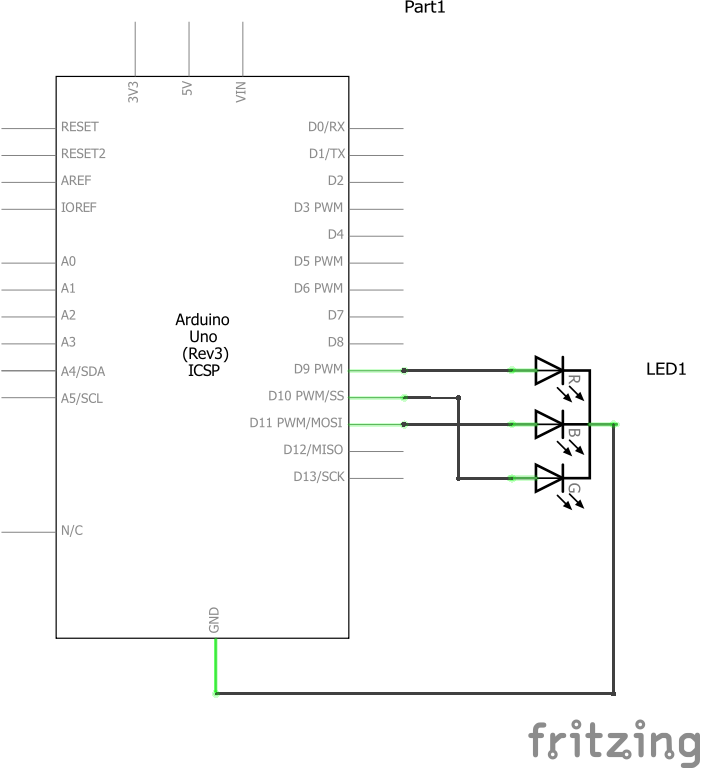 Part1
3V3
5V
VIN
RESET
D0/RX
RESET2
D1/TX
AREF
D2
IOREF
D3 PWM
D4
A0
D5 PWM
A1
D6 PWM
A2
D7
A3
D8
Arduino
Uno
(Rev3)
ICSP
A4/SDA
D9 PWM
A5/SCL
D10 PWM/SS
D11 PWM/MOSI
D12/MISO
D13/SCK
N/C
GND
LED1
R
B
G
fritzing